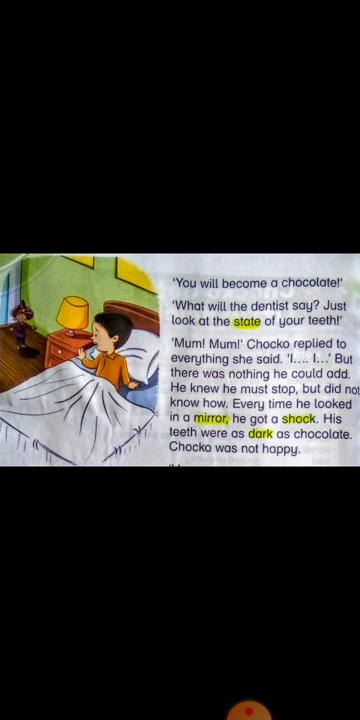 'You will become a chocolate!'
'What will the dentist say? Just
look at the state of your teeth!'
'Mum! Mum!' Chocko replied to
everything she said. 'I.... I...' But
there was nothing he could add.
He knew he must stop, but did not
know how. Every time he looked
in a mirror, he got a shock. His
teeth were as dark as chocolate.
Chocko was not happy.